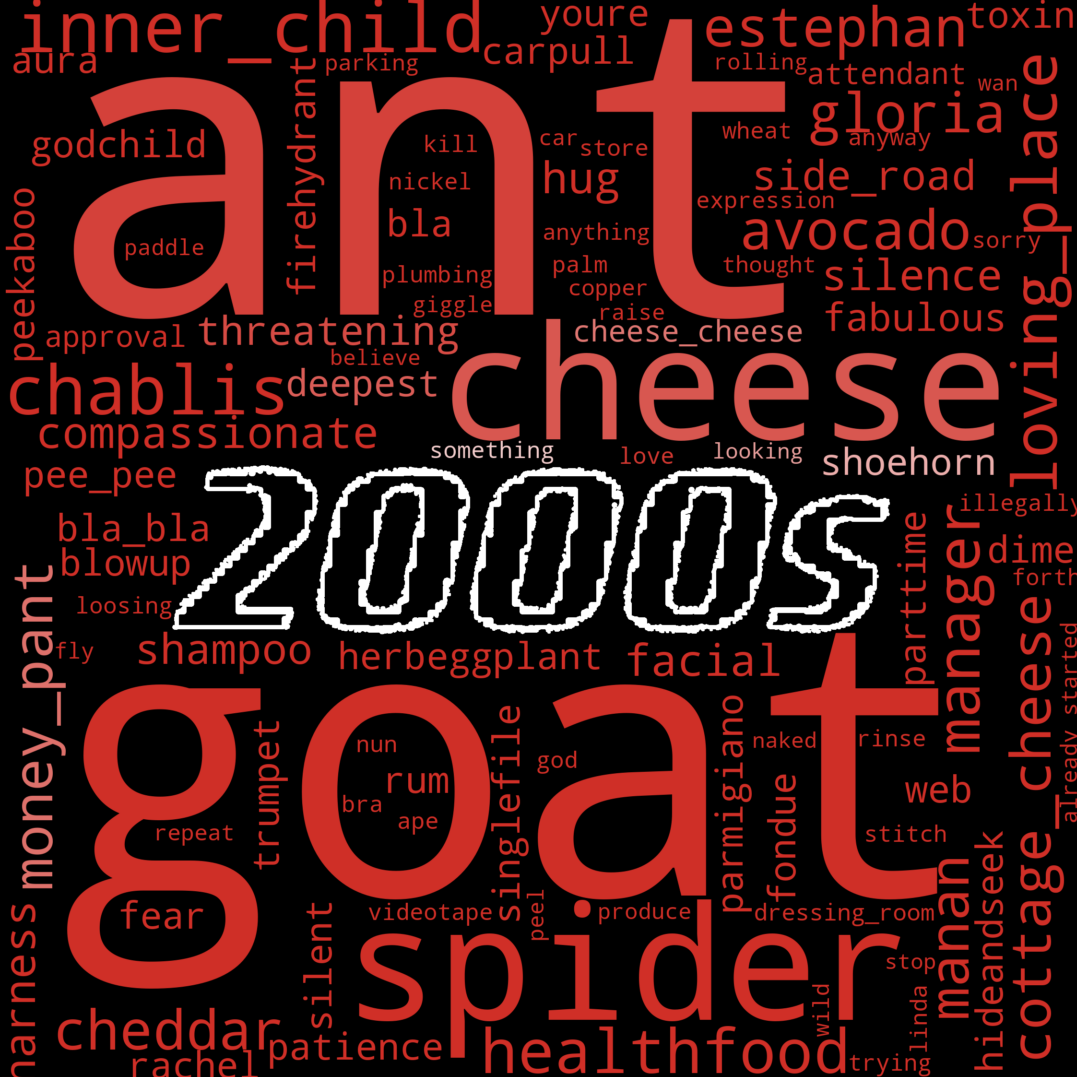 inner_child
youre
estephan
toxin
aura
parking
carpull
rolling
attendant
wan
ant
firehydrant
godchild
kill
car
store
wheat
gloria
anyway
loving_place
nickel
hug
side_road
expression
peekaboo
paddle
bla
anything
avocado
sorry
plumbing
palm
thought
silence
copper
giggle
raise
fabulous
approval
threatening
cheese_cheese
believe
cheese
chablis
deepest
compassionate
something
love
looking
shoehorn
pee_pee
2000s
illegally
bla_bla
parttime
manager
dime
blowup
forth
money_pant
loosing
cottage_cheese
fly
shampoo
herbeggplant
facial
already_started
goat
trumpet
nun
singlefile
god
parmigiano
naked
rinse
rum
fondue
web
bra
ape
repeat
stitch
hideandseek
manan
harness
fear
silent
videotape
peel
produce
dressing_room
spider
stop
wild
linda
cheddar
rachel
patience
healthfood
trying